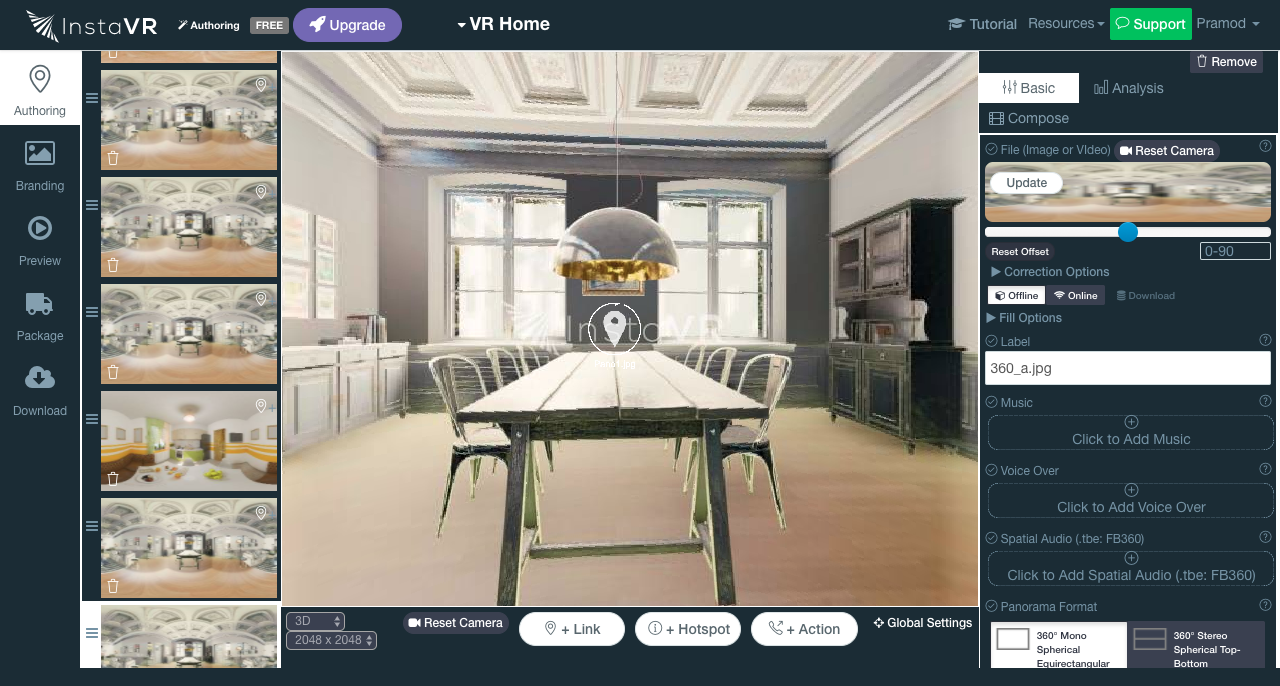 InstaVR
Authoring
FREE
Upgrade
VR Home
Tutorial
Resources
Support
Pramod
Authoring
Branding
Preview
Package
Download
InstaVR
3D
2048 x 2048
Reset Camera
+ Link
+ Hotspot
+ Action
Global Settings
Remove
Basic
Analysis
Compose
File (Image or VIdeo)
Reset Camera
Update
Reset Offset
0-90
Correction Options
Offline
Online
Download
Fill Options
Label
360_a.jpg
Music
Click to Add Music
Voice Over
Click to Add Voice Over
Spatial Audio (.tbe: FB360)
Click to Add Spatial Audio (.tbe: FB360)
Panorama Format
360° Mono
Spherical
Equirectangular
360° Stereo
Spherical Top-
Bottom